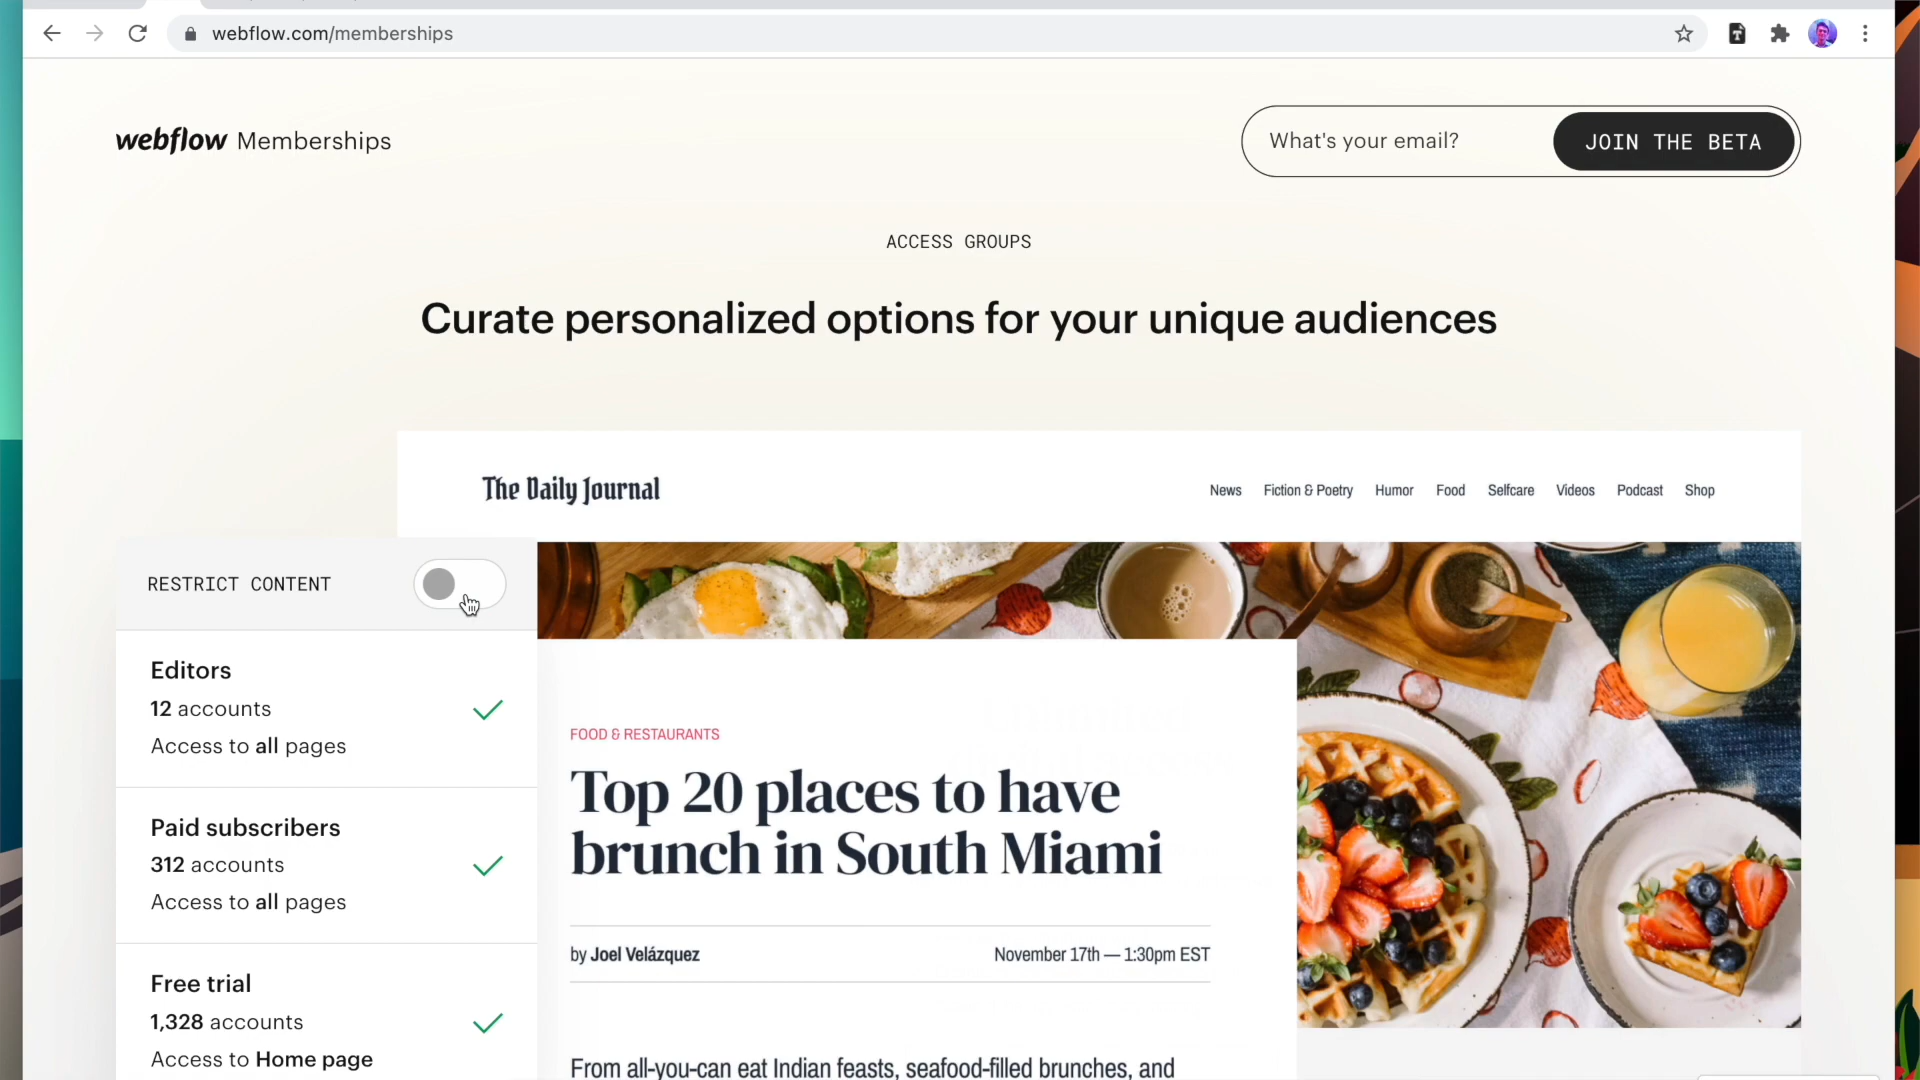 webflow.com/memberships
webflow Memberships
What's your email?
JOIN THE BETA
ACCESS GROUPS
Curate personalized options for your unique audiences
The Daily Journal
News Fiction & Poetry Humor Food Selfcare Videos Podcast Shop
RESTRICT CONTENT
Editors
12 accounts
Access to all pages
Paid subscribers
312 accounts
Access to all pages
Free trial
1,328 accounts
Access to Home page
FOOD & RESTAURANTS
Top 20 places to have
brunch in South Miami
by Joel Velázquez
November 17th — 1:30pm EST
From all-you-can eat Indian feasts, seafood-filled brunches, and